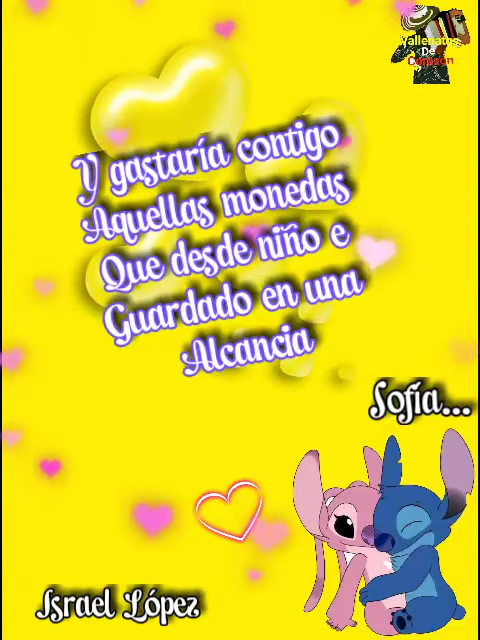 Vallenatos
De
Corazón
Y gastaría contigo
Aquellas monedas
Que desde niño e
Guardado en una
Alcancia
Sofía...
Israel López